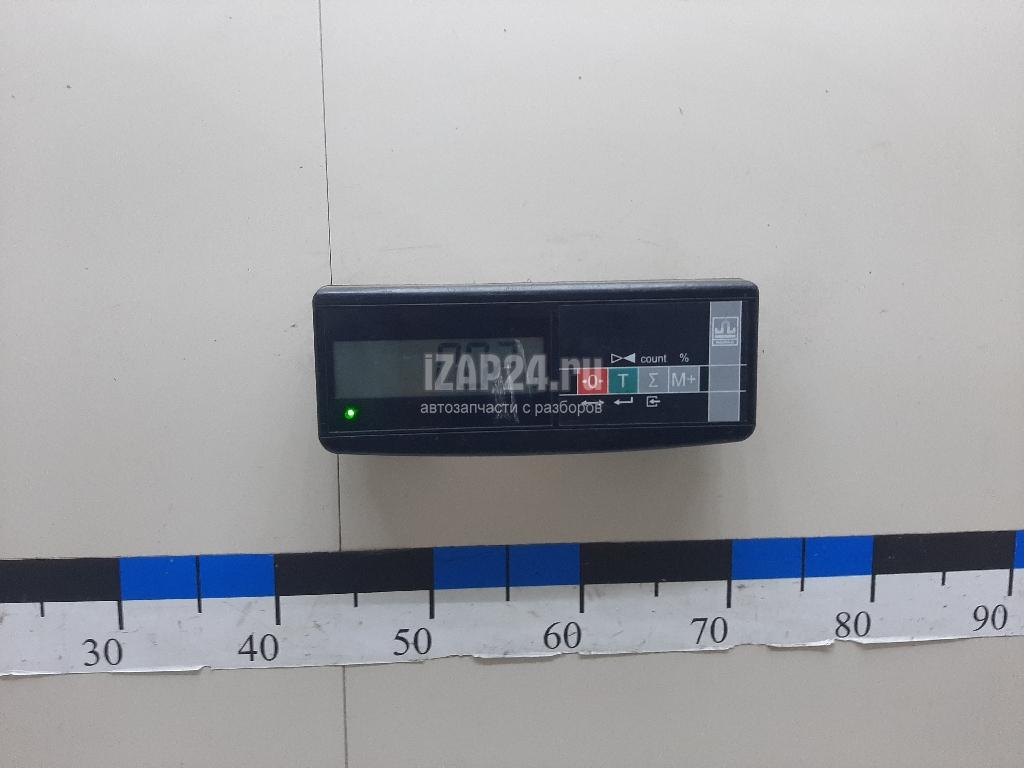 iZAP24.ru
автозапчасти с разборов
count %
-0- T Σ M+
30 40 50 60 70 80 90